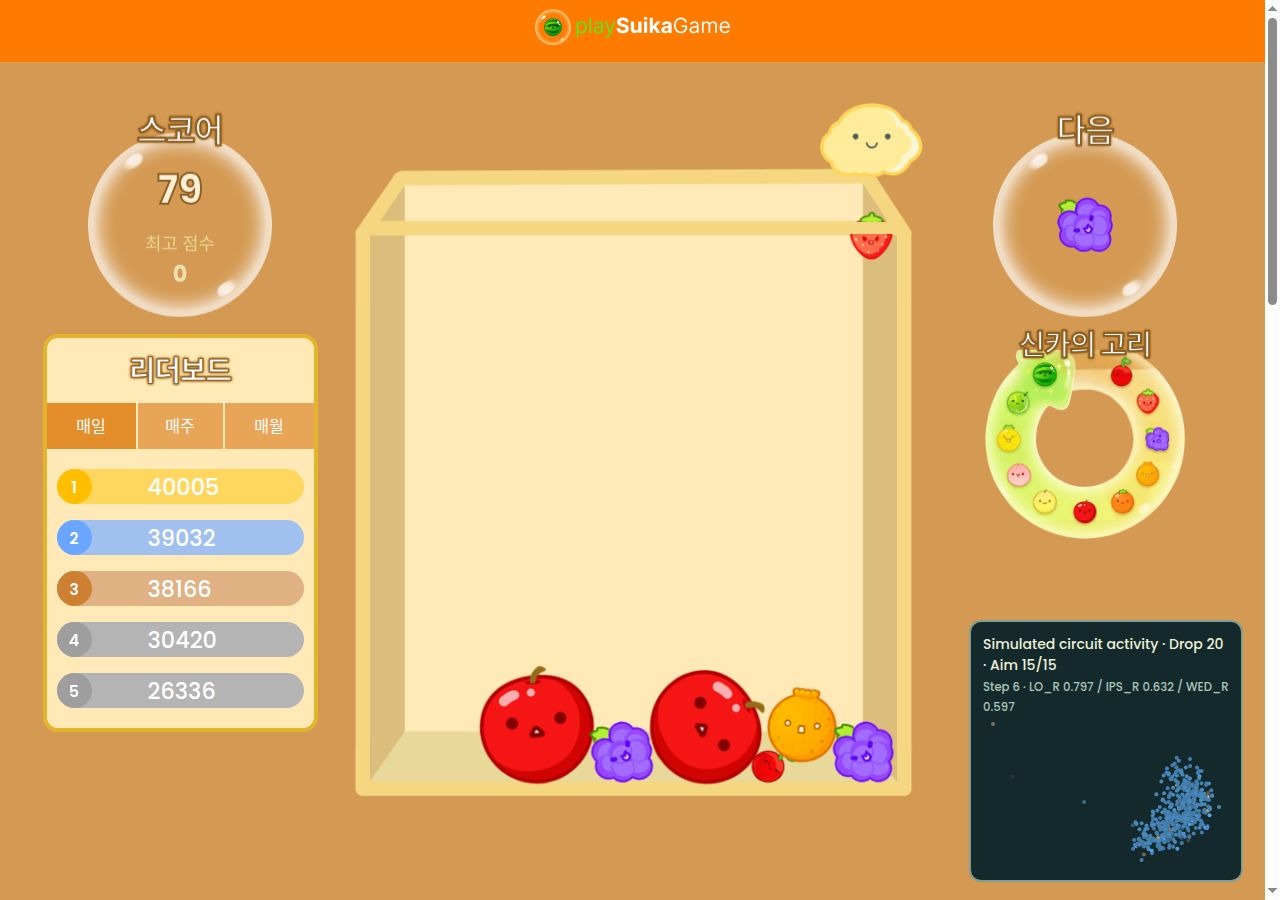 playSuikaGame
스코어
79
최고 점수
0
리더보드
매일 매주 매월
1 40005
2 39032
3 38166
4 30420
5 26336
다음
신카의 고리
Simulated circuit activity · Drop 20
· Aim 15/15
Step 6 · LO_R 0.797 / IPS_R 0.632 / WED_R
0.597